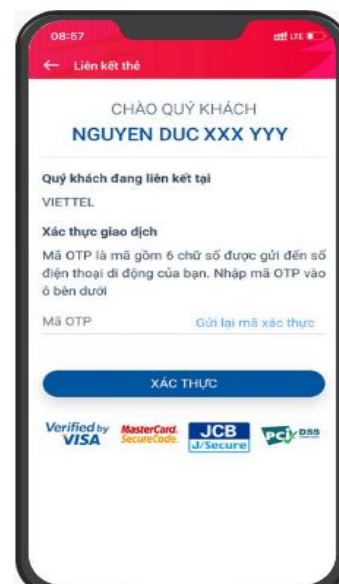 08:57
LTE
← Liên kết thẻ
CHÀO QUÝ KHÁCH
NGUYEN DUC XXX YYY
Quý khách đang liên kết tại
VIETTEL
Xác thực giao dịch
Mã OTP là mã gồm 6 chữ số được gửi đến số
điện thoại di động của bạn. Nhập mã OTP vào
ô bên dưới
Mã OTP Gửi lại mã xác thực
XÁC THỰC
Verified by VISA MasterCard. SecureCode. JCB J/Secure PCI DSS